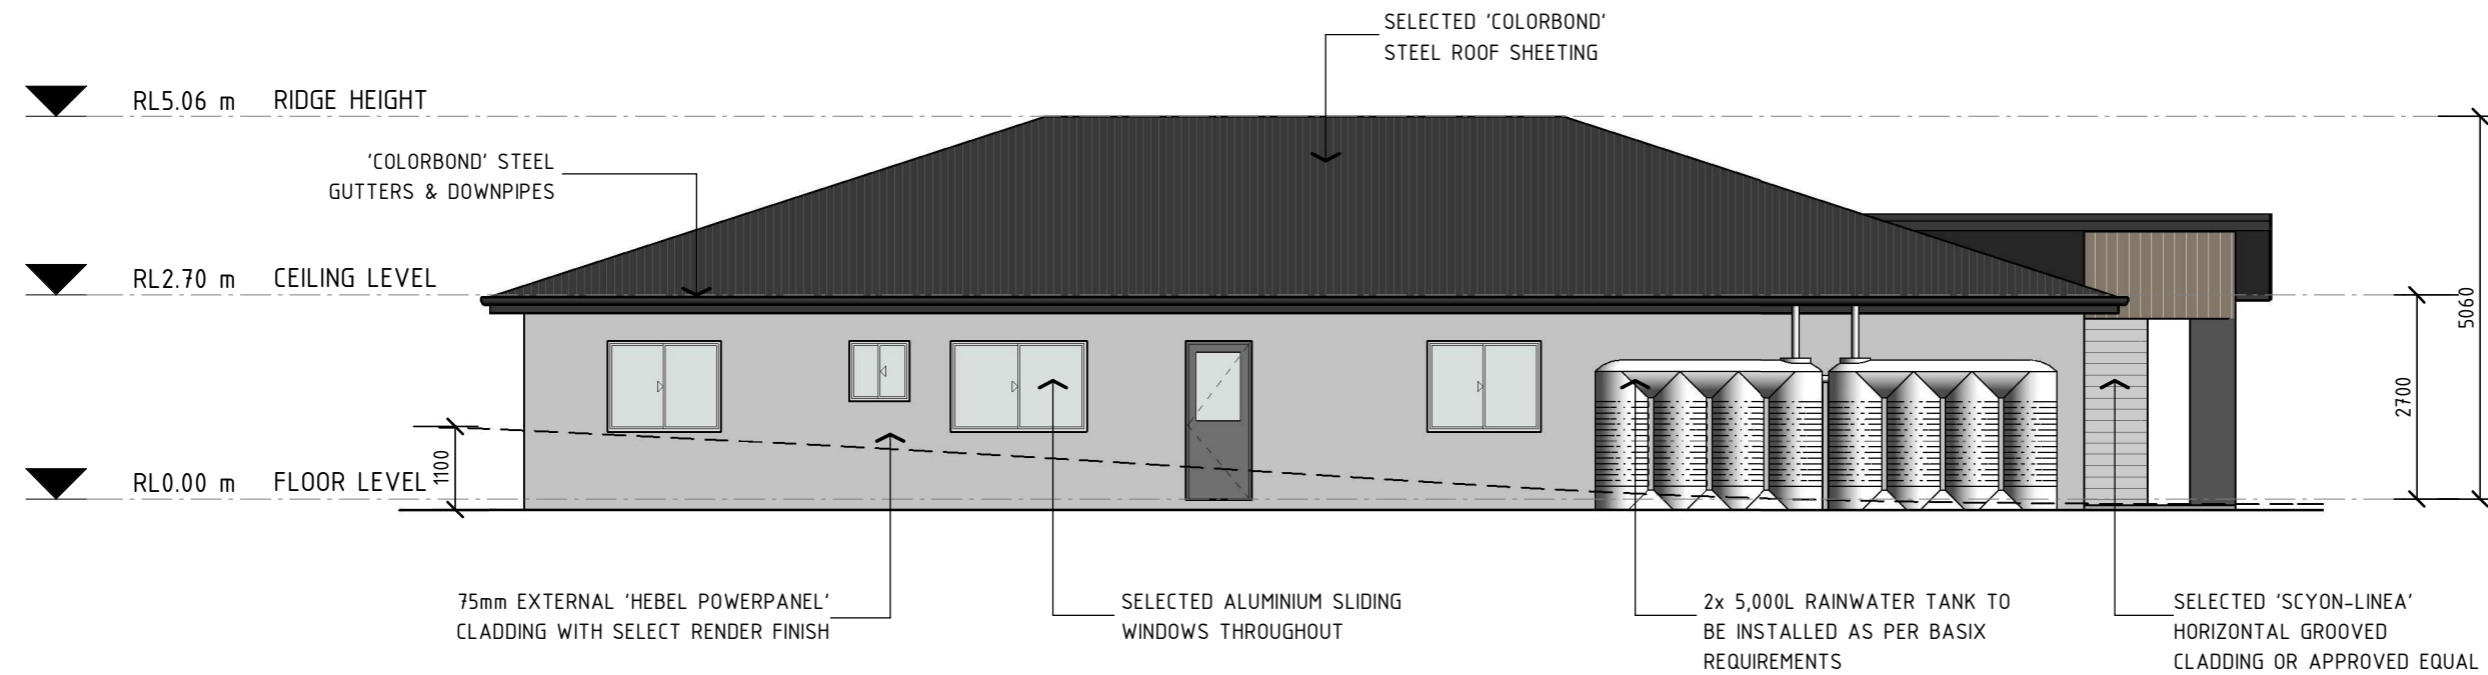 SELECTED 'COLORBOND'
STEEL ROOF SHEETING
RL5.06 m RIDGE HEIGHT
'COLORBOND' STEEL
GUTTERS & DOWNPIPES
RL2.70 m CEILING LEVEL
5060
2700
1100
RL0.00 m FLOOR LEVEL
75mm EXTERNAL 'HEBEL POWERPANEL'
CLADDING WITH SELECT RENDER FINISH
SELECTED ALUMINIUM SLIDING
WINDOWS THROUGHOUT
2x 5,000L RAINWATER TANK TO
BE INSTALLED AS PER BASIX
REQUIREMENTS
SELECTED 'SCYON-LINEA'
HORIZONTAL GROOVED
CLADDING OR APPROVED EQUAL